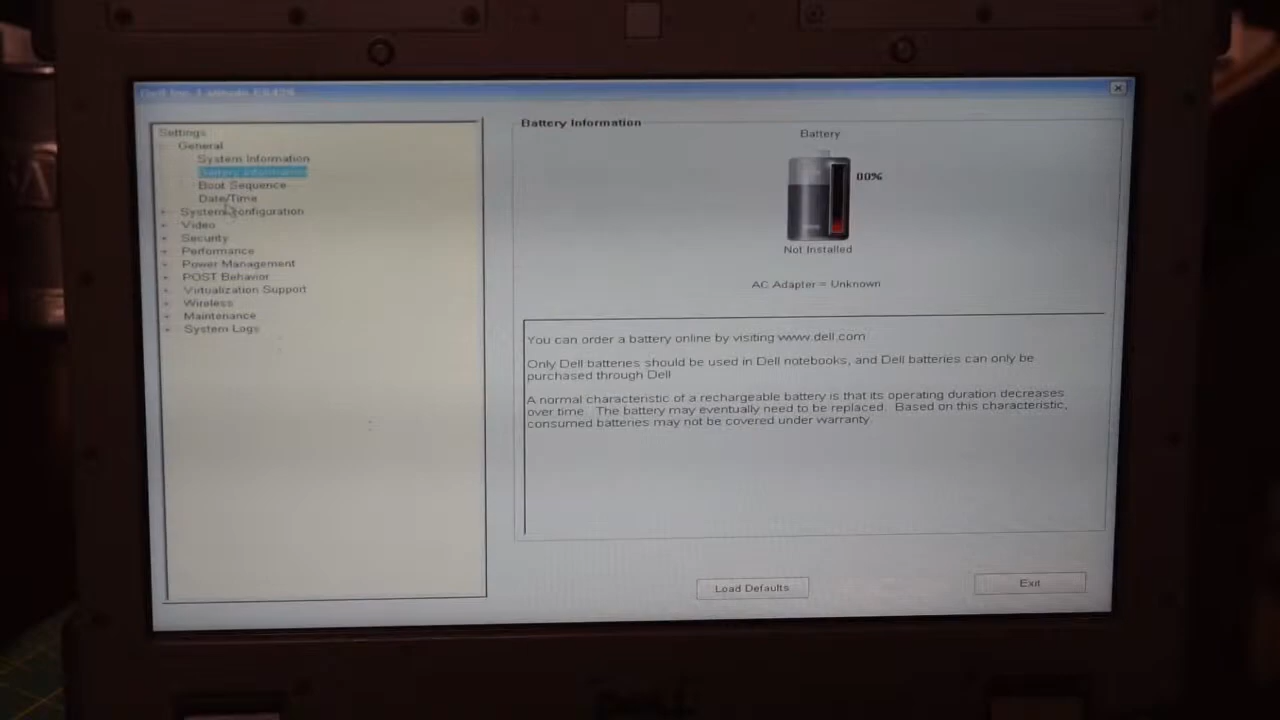 Settings
General
System Information
Battery Information
Boot Sequence
Date/Time
System Configuration
Video
Security
Performance
Power Management
POST Behavior
Virtualization Support
Wireless
Maintenance
System Logs
Battery Information
Battery
00%
Not Installed
AC Adapter = Unknown
You can order a battery online by visiting www.dell.com
Only Dell batteries should be used in Dell notebooks, and Dell batteries can only be
purchased through Dell
A normal characteristic of a rechargeable battery is that its operating duration decreases
over time. The battery may eventually need to be replaced. Based on this characteristic,
consumed batteries may not be covered under warranty.
Load Defaults
Exit